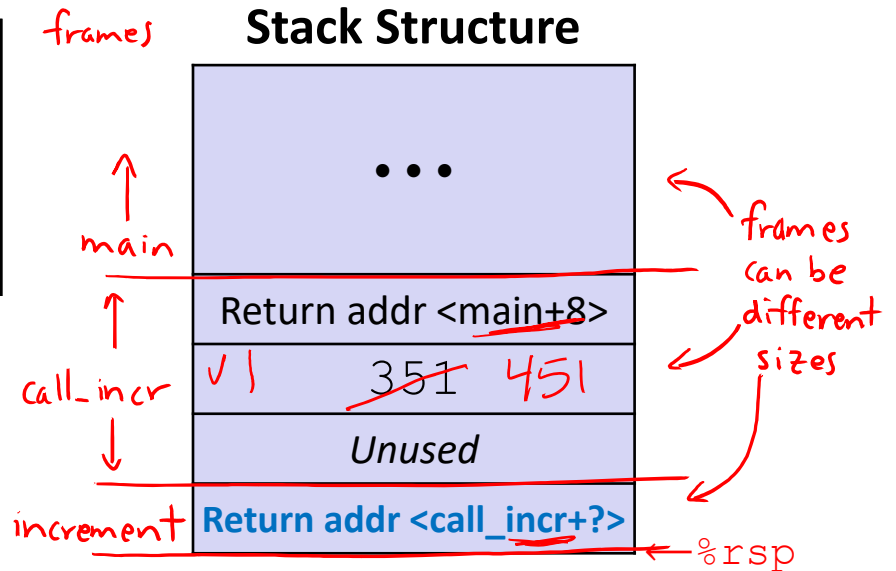 frames
Stack Structure
•••
main
Return addr <main+8>
call_incr
v1 351 451
Unused
increment
Return addr <call_incr+?>
%rsp
frames
can be
different
sizes